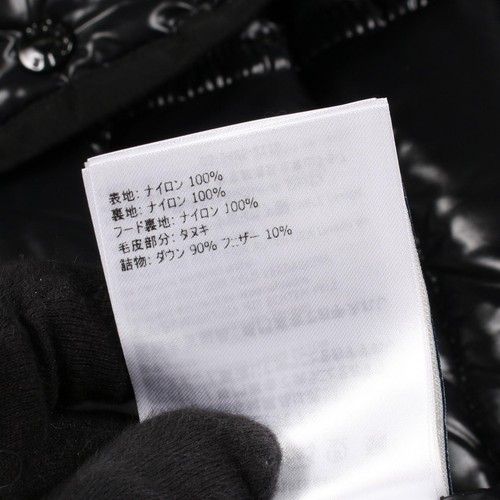 表地: ナイロン 100%
裏地: ナイロン 100%
フード裏地: ナイロン 100%
毛皮部分: タヌキ
詰物: ダウン 90% フェザー 10%